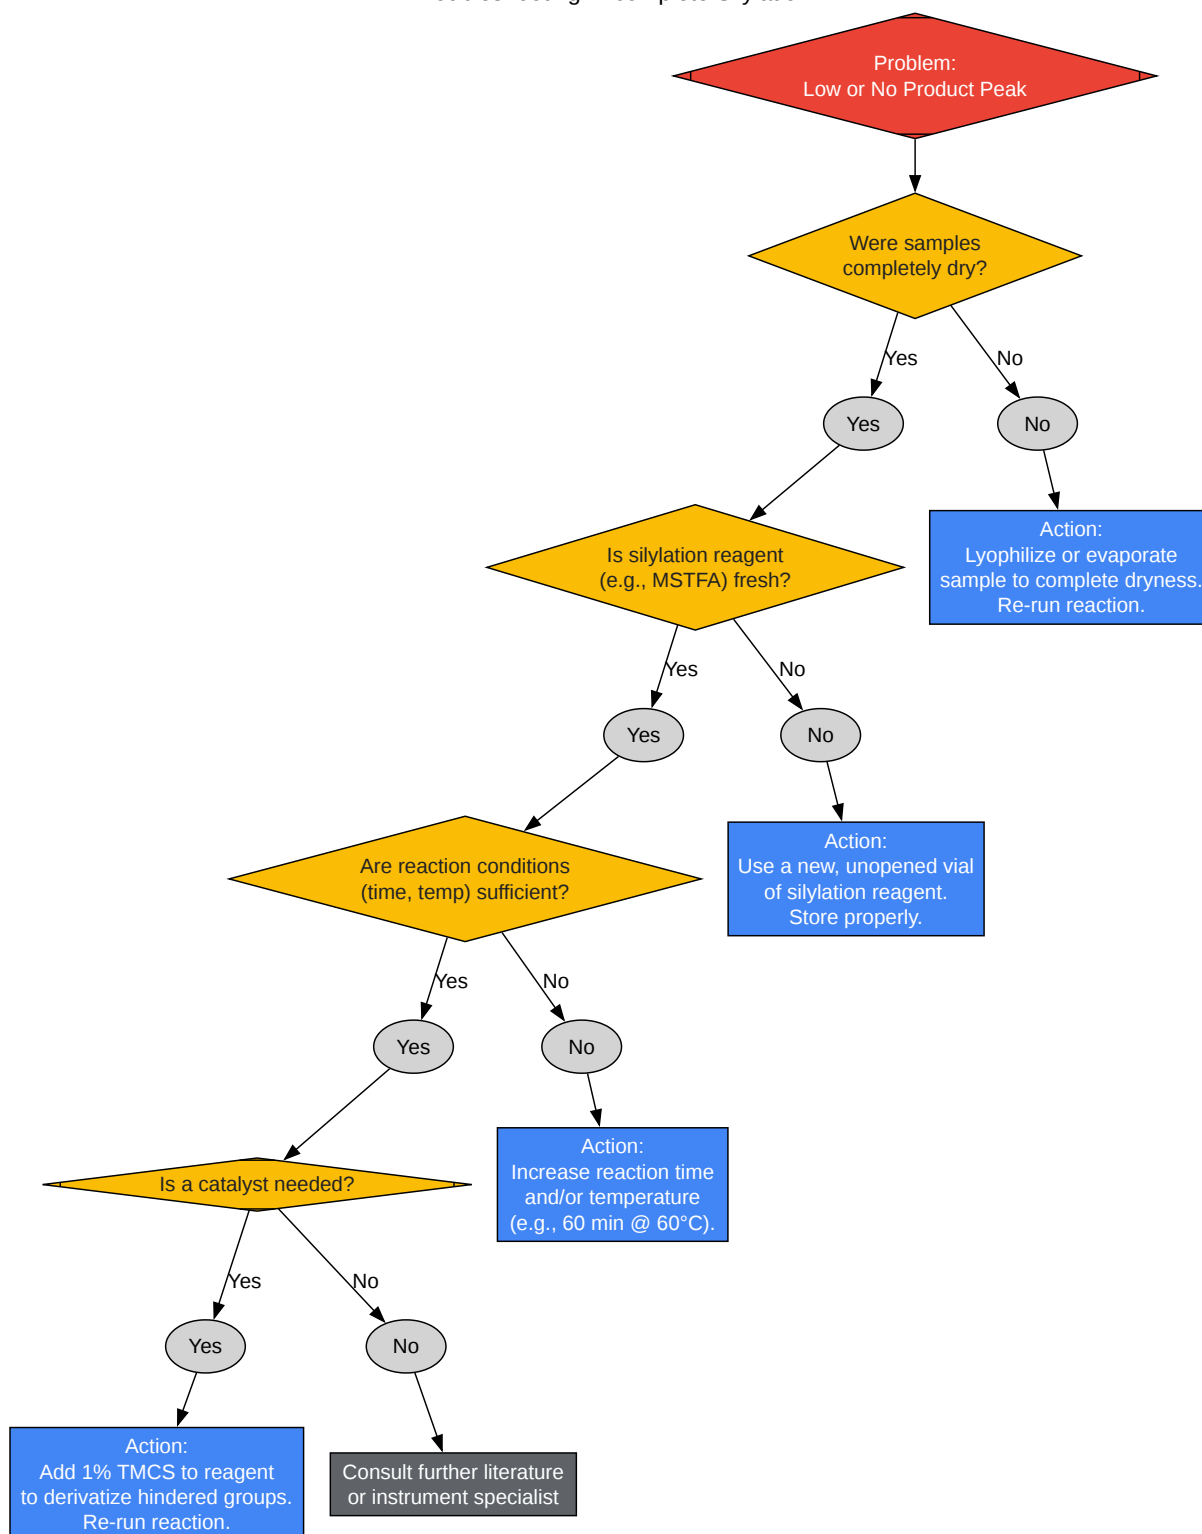 Problem:
Low or No Product Peak
Were samples
completely dry?
Yes
No
Yes
No
Is silylation reagent
(e.g., MSTFA) fresh?
Action:
Lyophilize or evaporate
sample to complete dryness.
Re-run reaction.
Yes
No
Yes
No
Are reaction conditions
(time, temp) sufficient?
Action:
Use a new, unopened vial
of silylation reagent.
Store properly.
Yes
No
Yes
No
Is a catalyst needed?
Action:
Increase reaction time
and/or temperature
(e.g., 60 min @ 60°C).
Yes
No
Yes
No
Action:
Add 1% TMCS to reagent
to derivatize hindered groups.
Re-run reaction.
Consult further literature
or instrument specialist